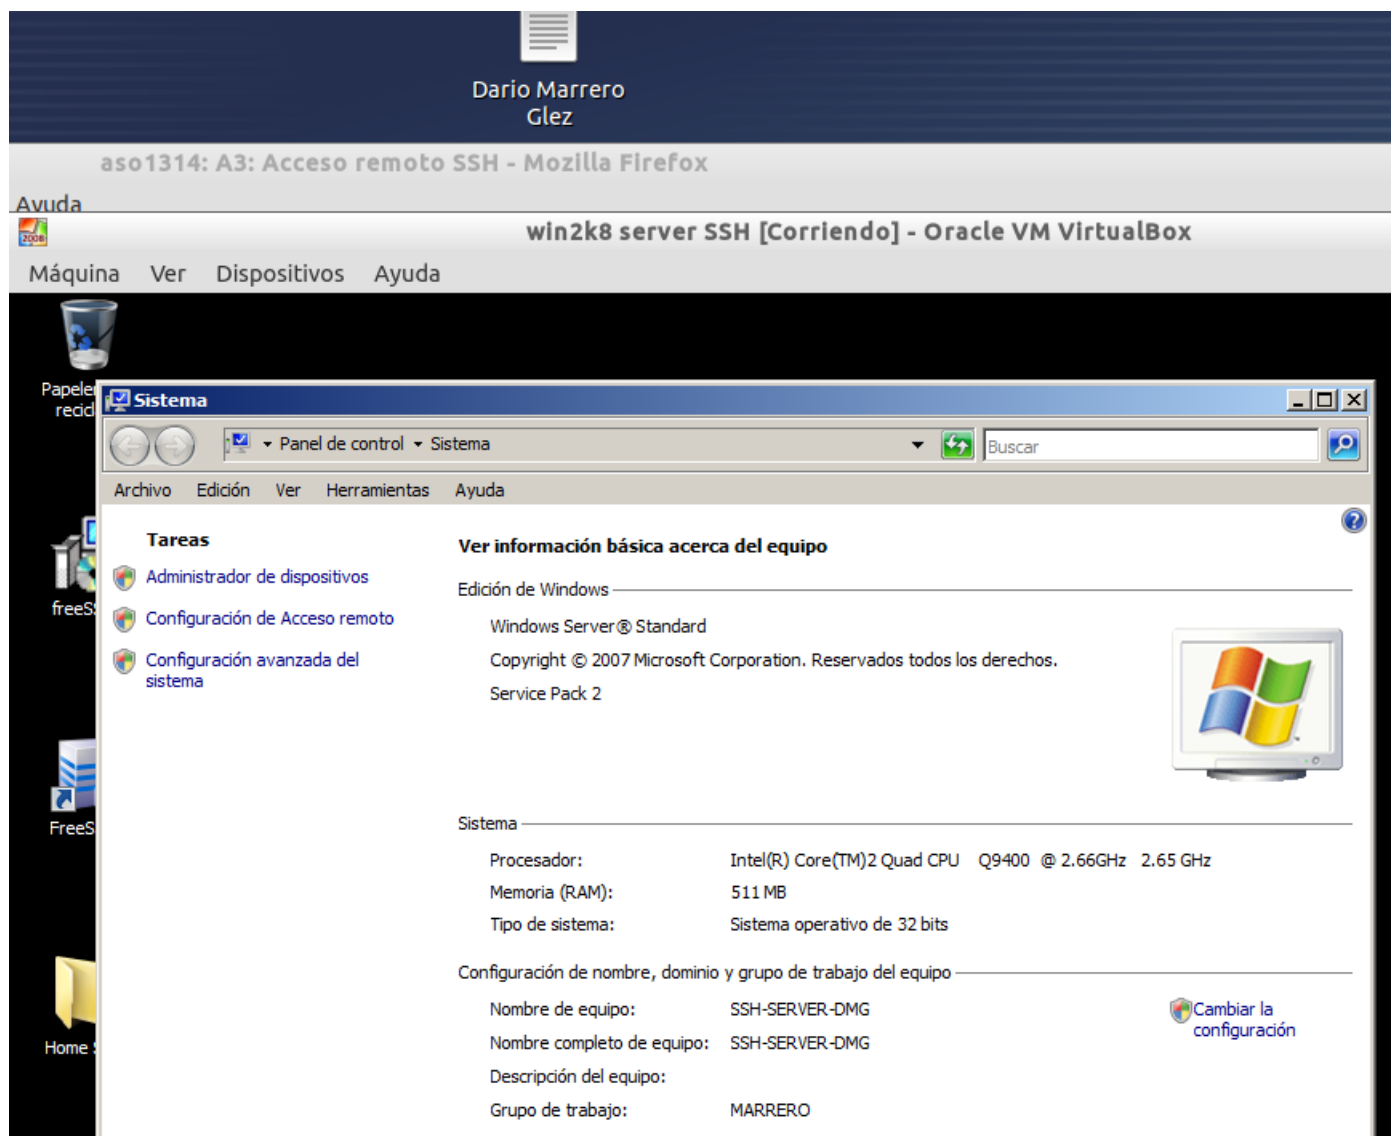 Dario Marrero
Glez
aso1314: A3: Acceso remoto SSH - Mozilla Firefox
Ayuda
2008
win2k8 server SSH [Corriendo] - Oracle VM VirtualBox
Máquina Ver Dispositivos Ayuda
Papeler
recicl
Sistema
Panel de control Sistema
Buscar
Archivo Edición Ver Herramientas Ayuda
Tareas
Administrador de dispositivos
Configuración de Acceso remoto
Configuración avanzada del
sistema
freeSS
FreeS
Home S
Ver información básica acerca del equipo
Edición de Windows
Windows Server® Standard
Copyright © 2007 Microsoft Corporation. Reservados todos los derechos.
Service Pack 2
Sistema
Procesador: Intel(R) Core(TM)2 Quad CPU Q9400 @ 2.66GHz 2.65 GHz
Memoria (RAM): 511 MB
Tipo de sistema: Sistema operativo de 32 bits
Configuración de nombre, dominio y grupo de trabajo del equipo
Nombre de equipo: SSH-SERVER-DMG
Cambiar la
configuración
Nombre completo de equipo: SSH-SERVER-DMG
Descripción del equipo:
Grupo de trabajo: MARRERO